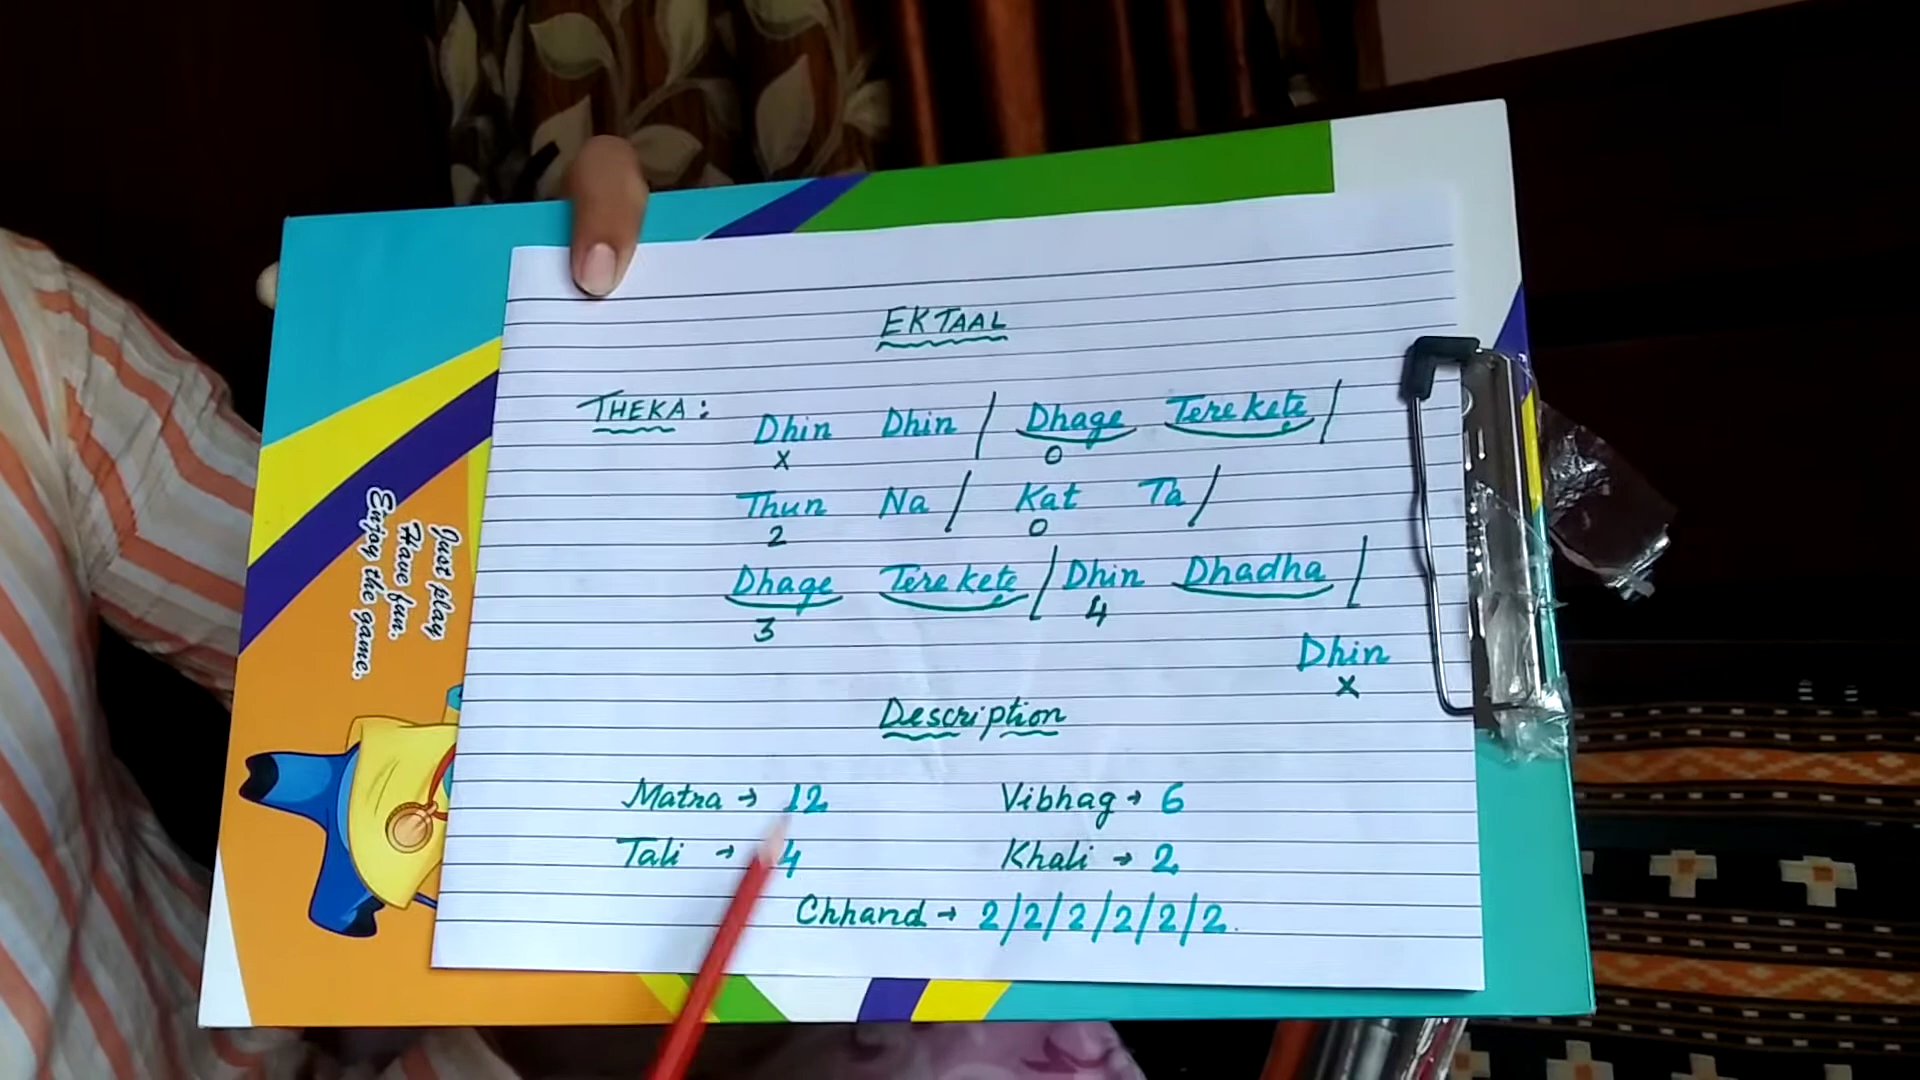 EKTAAL
THEKA: Dhin Dhin / Dhage Terekete /
x 0
Thun Na / Kat Ta /
2 0
Dhage Terekete / Dhin Dhadha /
3 4
Dhin
x
Description
Matra → 12 Vibhag → 6
Tali → 4 Khali → 2
Chhand → 2/2/2/2/2/2.
Just play
Have fun.
Enjoy the game.